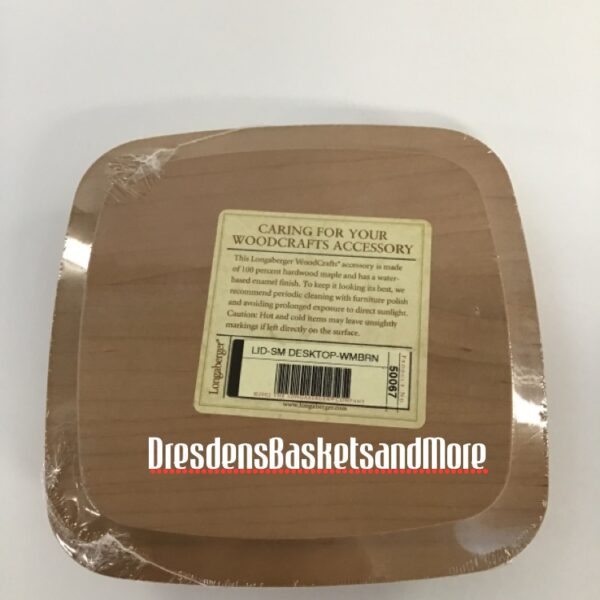 CARING FOR YOUR
WOODCRAFTS ACCESSORY
This Longaberger WoodCrafts® accessory is made
of 100 percent hardwood maple and has a water-
based enamel finish. To keep it looking its best, we
recommend periodic cleaning with furniture polish
and avoiding prolonged exposure to direct sunlight.
Caution: Hot and cold items may leave unsightly
markings if left directly on the surface.
Longaberger®
LID-SM DESKTOP-WMBRN
50067
www.longaberger.com
DresdensBasketsandMore